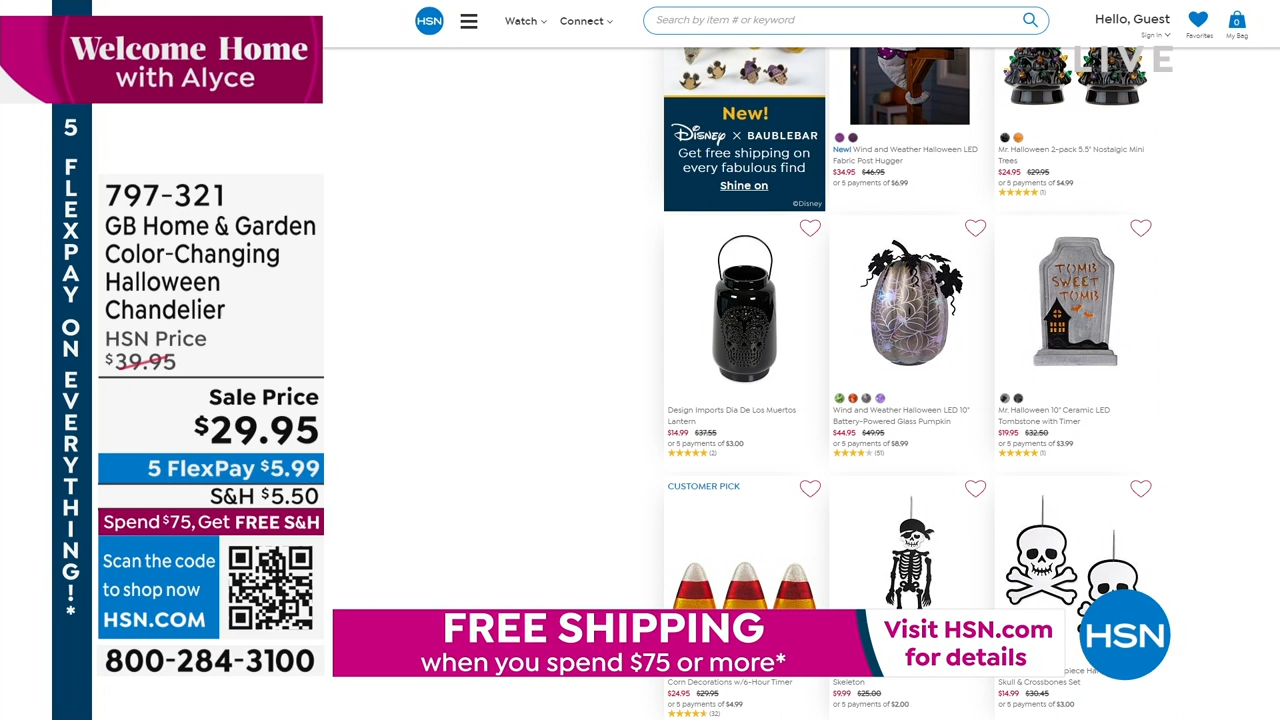 Welcome Home
with Alyce
5 FLEXPAY ON EVERYTHING!*
797-321
GB Home & Garden
Color-Changing
Halloween
Chandelier
HSN Price
$39.95
Sale Price
$29.95
5 FlexPay $5.99
S&H $5.50
Spend $75, Get FREE S&H
Scan the code
to shop now
HSN.COM
800-284-3100
HSN
Watch
Connect
Search by item # or keyword
Hello, Guest
Sign in
Favorites
0
My Bag
LIVE
New!
Disney X BAUBLEBAR
Get free shipping on
every fabulous find
Shine on
©Disney
New! Wind and Weather Halloween LED
Fabric Post Hugger
$34.95 $46.95
or 5 payments of $6.99
Mr. Halloween 2-pack 5.5" Nostalgic Mini
Trees
$24.95 $29.95
or 5 payments of $4.99
(1)
Design Imports Dia De Los Muertos
Lantern
$14.99 $37.55
or 5 payments of $3.00
(2)
Wind and Weather Halloween LED 10"
Battery-Powered Glass Pumpkin
$44.95 $49.95
or 5 payments of $8.99
(51)
TOMB
SWEET
TOMB
Mr. Halloween 10" Ceramic LED
Tombstone with Timer
$19.95 $32.50
or 5 payments of $3.99
(1)
CUSTOMER PICK
Corn Decorations w/6-Hour Timer
$24.95 $29.95
or 5 payments of $4.99
(32)
Skeleton
$9.99 $25.00
or 5 payments of $2.00
Skull & Crossbones Set
$14.99 $30.45
or 5 payments of $3.00
FREE SHIPPING
when you spend $75 or more*
Visit HSN.com
for details
HSN